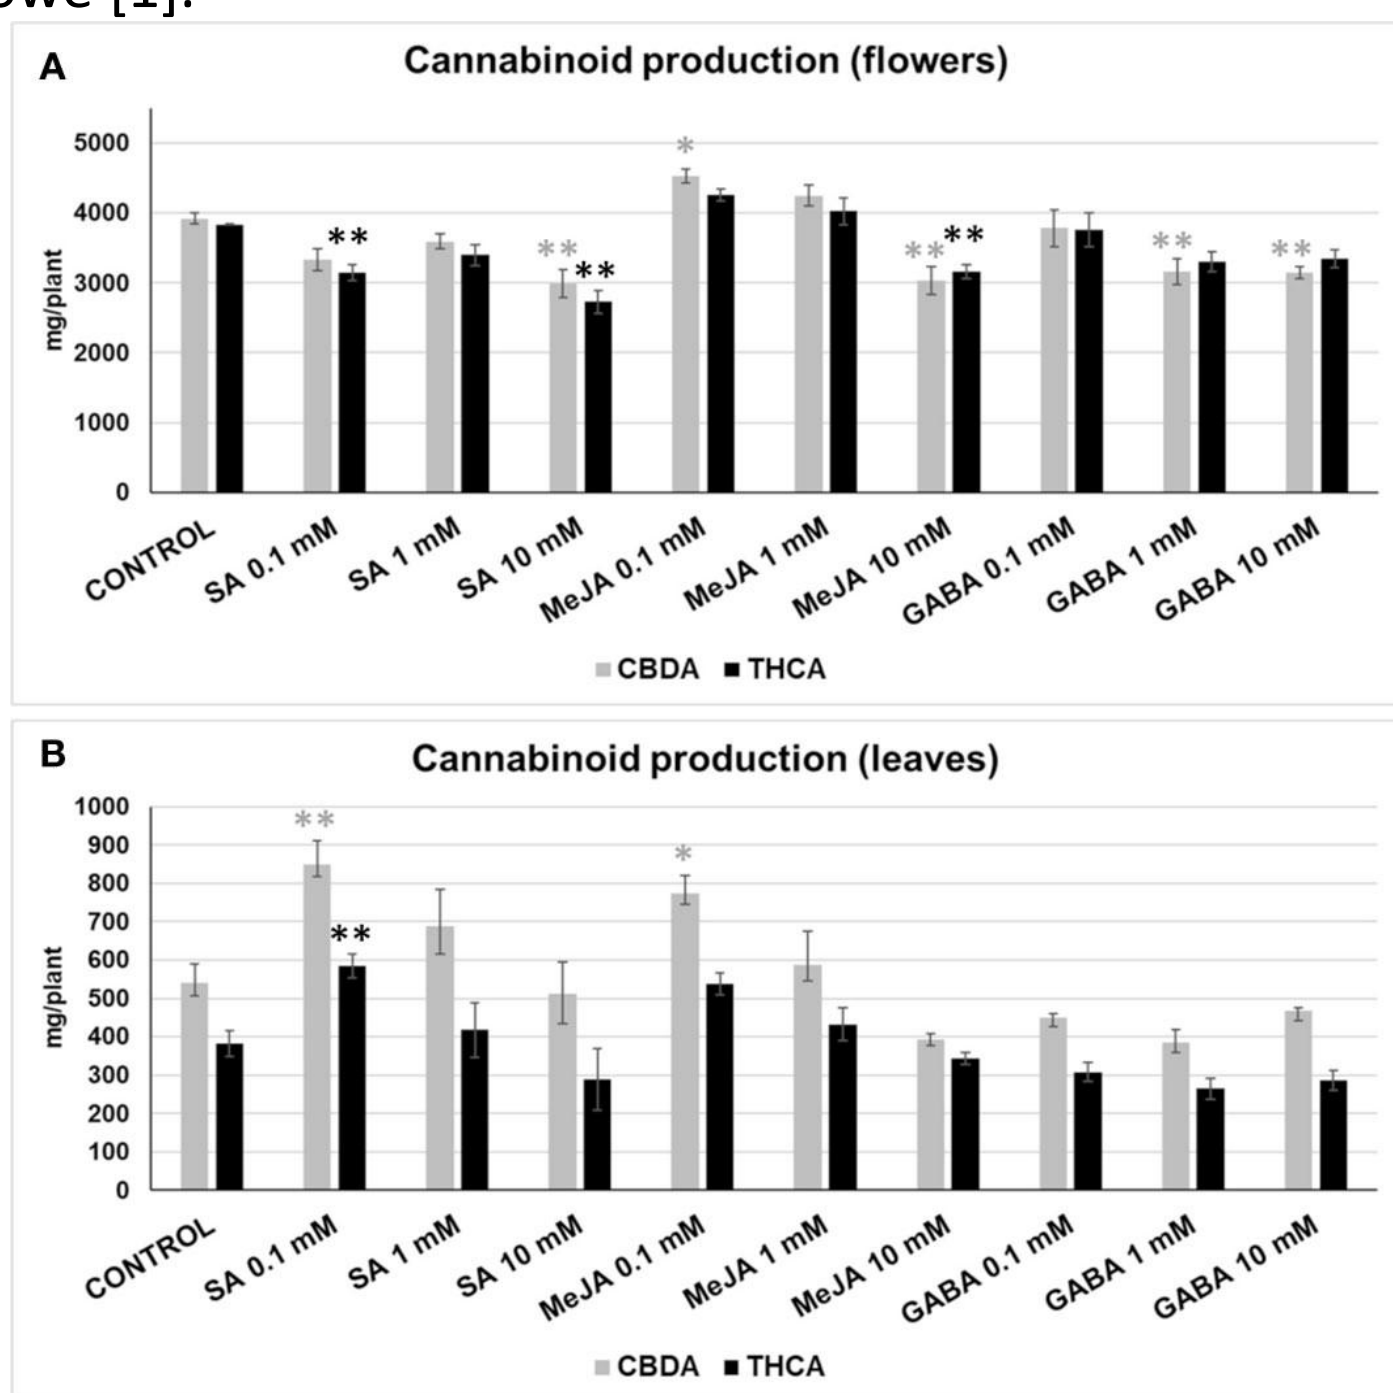 owe [1].
A
Cannabinoid production (flowers)
5000
4000
3000
2000
1000
0
mg/plant
*
**
**
**
**
**
**
**
CONTROL
SA 0.1 mM
SA 1 mM
SA 10 mM
MeJA 0.1 mM
MeJA 1 mM
MeJA 10 mM
GABA 0.1 mM
GABA 1 mM
GABA 10 mM
CBDA THCA
B
Cannabinoid production (leaves)
1000
900
800
700
600
500
400
300
200
100
0
mg/plant
**
**
*
CONTROL
SA 0.1 mM
SA 1 mM
SA 10 mM
MeJA 0.1 mM
MeJA 1 mM
MeJA 10 mM
GABA 0.1 mM
GABA 1 mM
GABA 10 mM
CBDA THCA